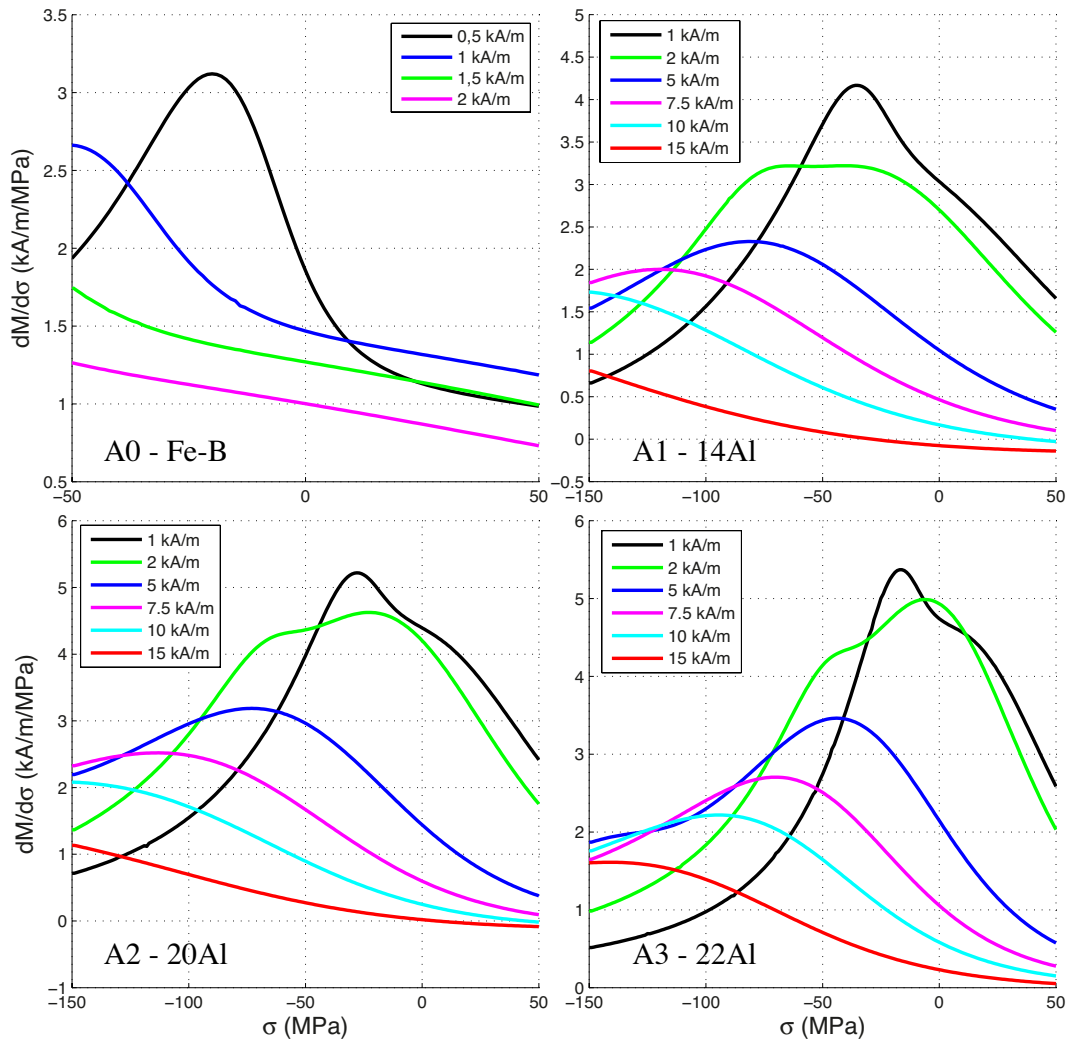 3.5
3
2.5
2
1.5
1
0.5
−50
0
50
dM/dσ (kA/m/MPa)
0,5 kA/m
1 kA/m
1,5 kA/m
2 kA/m
A0 - Fe-B
5
4.5
4
3.5
3
2.5
2
1.5
1
0.5
0
−0.5
−150
−100
−50
0
50
1 kA/m
2 kA/m
5 kA/m
7.5 kA/m
10 kA/m
15 kA/m
A1 - 14Al
6
5
4
3
2
1
0
−1
−150
−100
−50
0
50
dM/dσ (kA/m/MPa)
σ (MPa)
1 kA/m
2 kA/m
5 kA/m
7.5 kA/m
10 kA/m
15 kA/m
A2 - 20Al
6
5
4
3
2
1
0
−150
−100
−50
0
50
σ (MPa)
1 kA/m
2 kA/m
5 kA/m
7.5 kA/m
10 kA/m
15 kA/m
A3 - 22Al